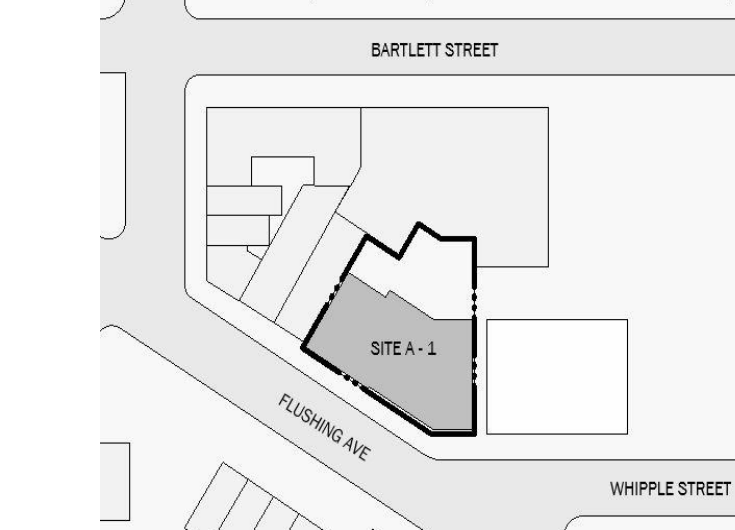 BARTLETT STREET
SITE A - 1
FLUSHING AVE
WHIPPLE STREET